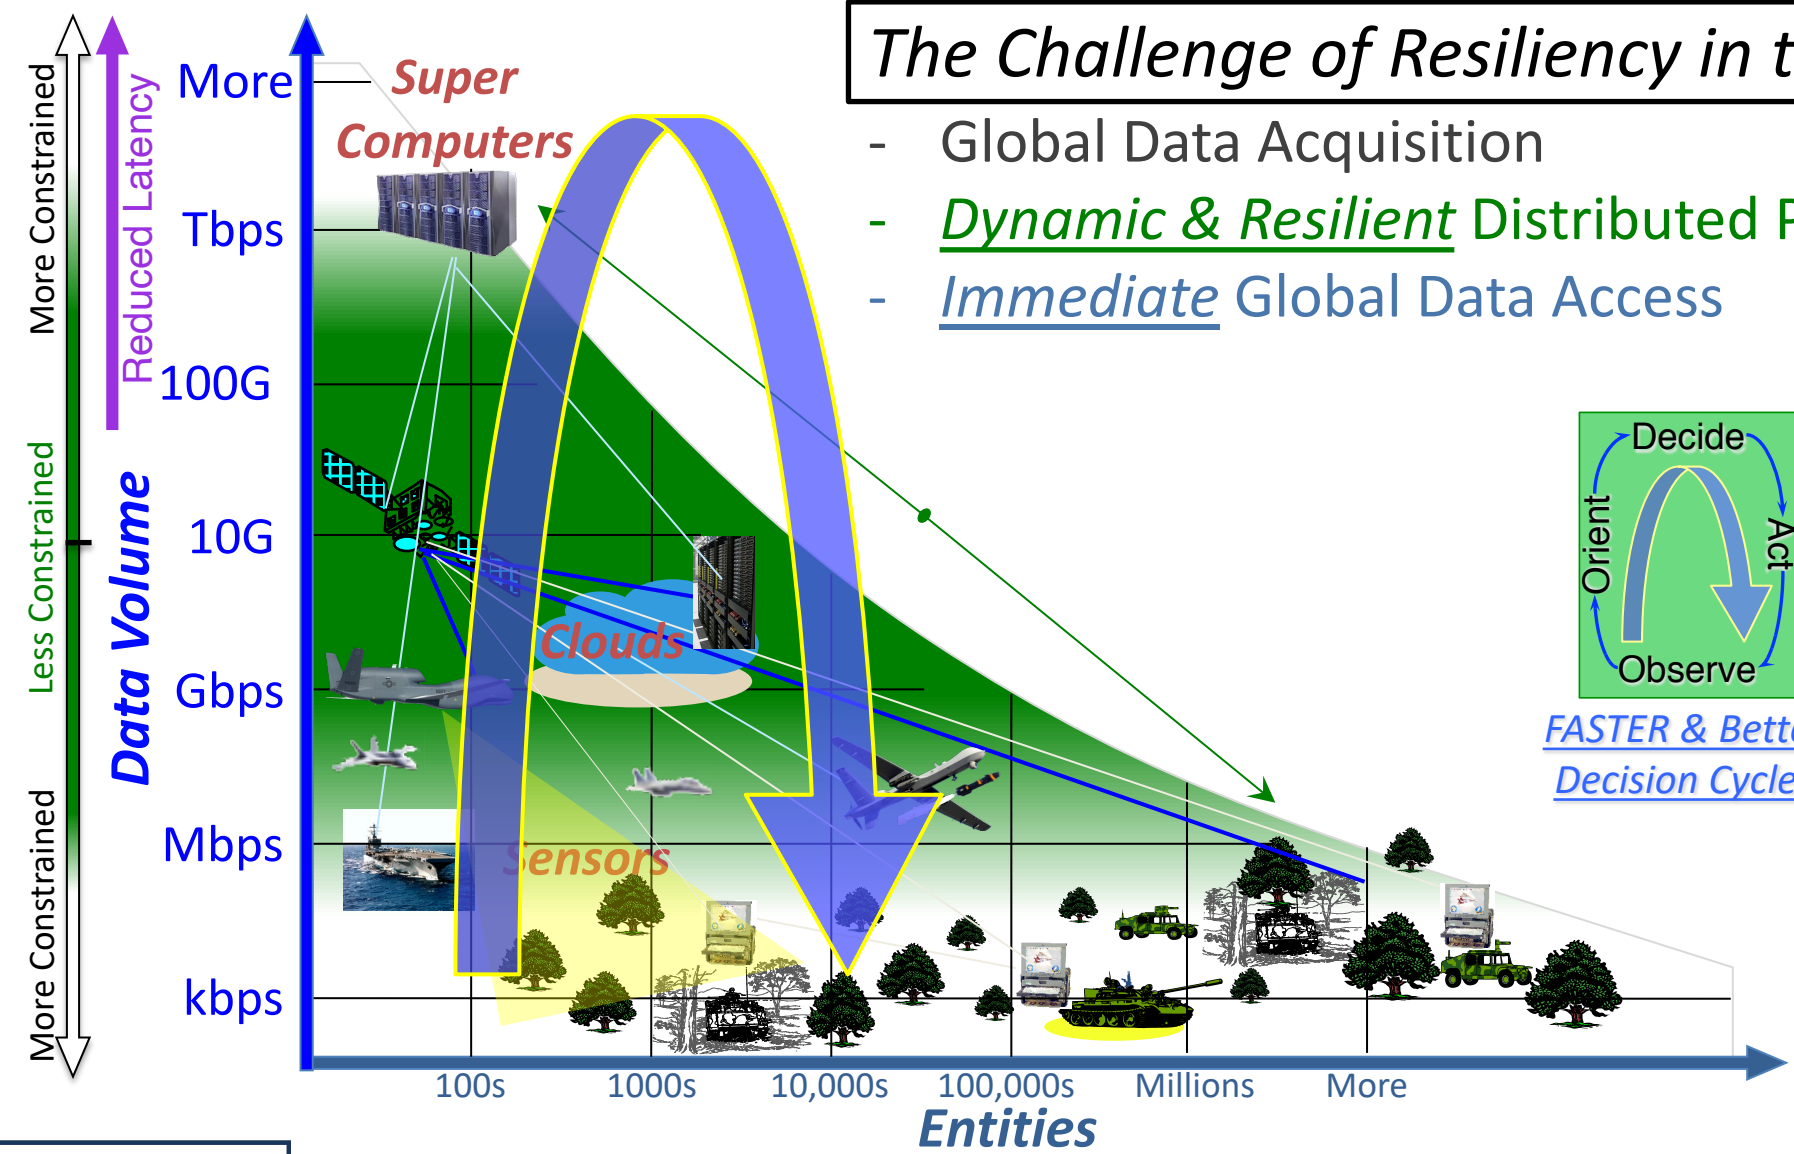 The Challenge of Resiliency in t
- Global Data Acquisition
- Dynamic & Resilient Distributed P
- Immediate Global Data Access
More Constrained
Less Constrained
More Constrained
Reduced Latency
Data Volume
More
Tbps
100G
10G
Gbps
Mbps
kbps
Super
Computers
Clouds
Sensors
Decide
Orient
Act
Observe
FASTER & Bette
Decision Cycle
100s
1000s
10,000s
100,000s
Millions
More
Entities